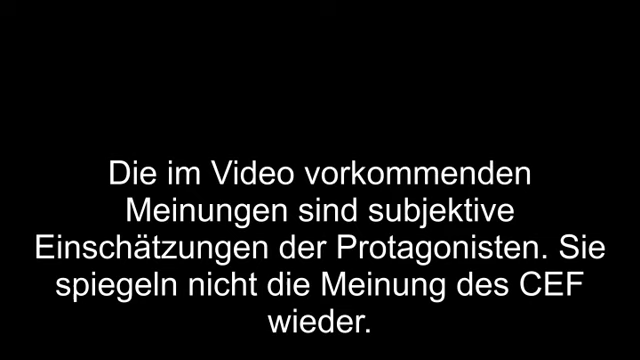 Die im Video vorkommenden
Meinungen sind subjektive
Einschätzungen der Protagonisten. Sie
spiegeln nicht die Meinung des CEF
wieder.